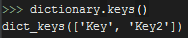 >>> dictionary.keys()
dict_keys(['Key', 'Key2'])